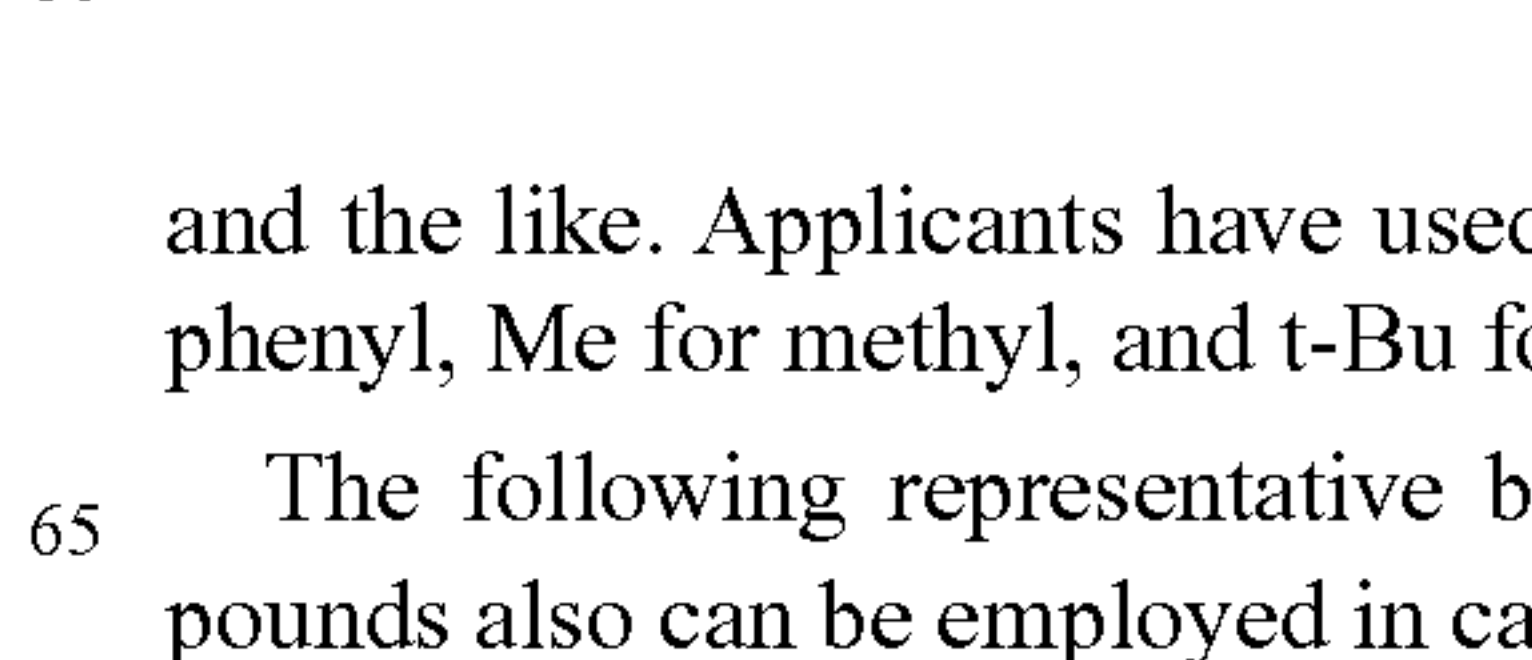 and the like. Applicants have used
phenyl, Me for methyl, and t-Bu
The following representative
65
pounds also can be employed in